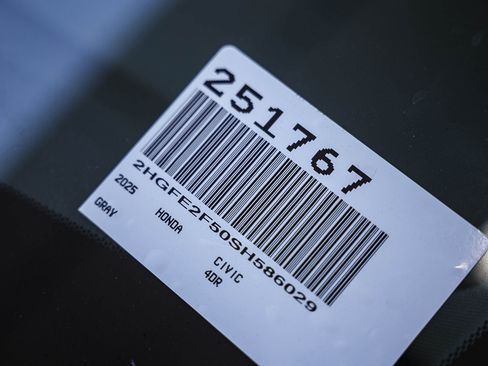 251767
2HGFE2F50SH586029
2025 HONDA CIVIC
GRAY 4DR